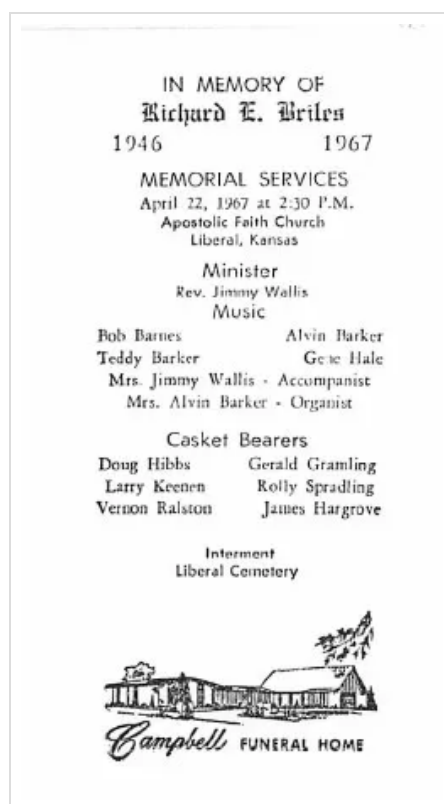 IN MEMORY OF
Richard E. Briles
1946 1967
MEMORIAL SERVICES
April 22, 1967 at 2:30 P.M.
Apostolic Faith Church
Liberal, Kansas
Minister
Rev. Jimmy Wallis
Music
Bob Barnes Alvin Barker
Teddy Barker Gene Hale
Mrs. Jimmy Wallis - Accompanist
Mrs. Alvin Barker - Organist
Casket Bearers
Doug Hibbs Gerald Gramling
Larry Keenen Rolly Spradling
Vernon Ralston James Hargrove
Interment
Liberal Cemetery
Campbell FUNERAL HOME